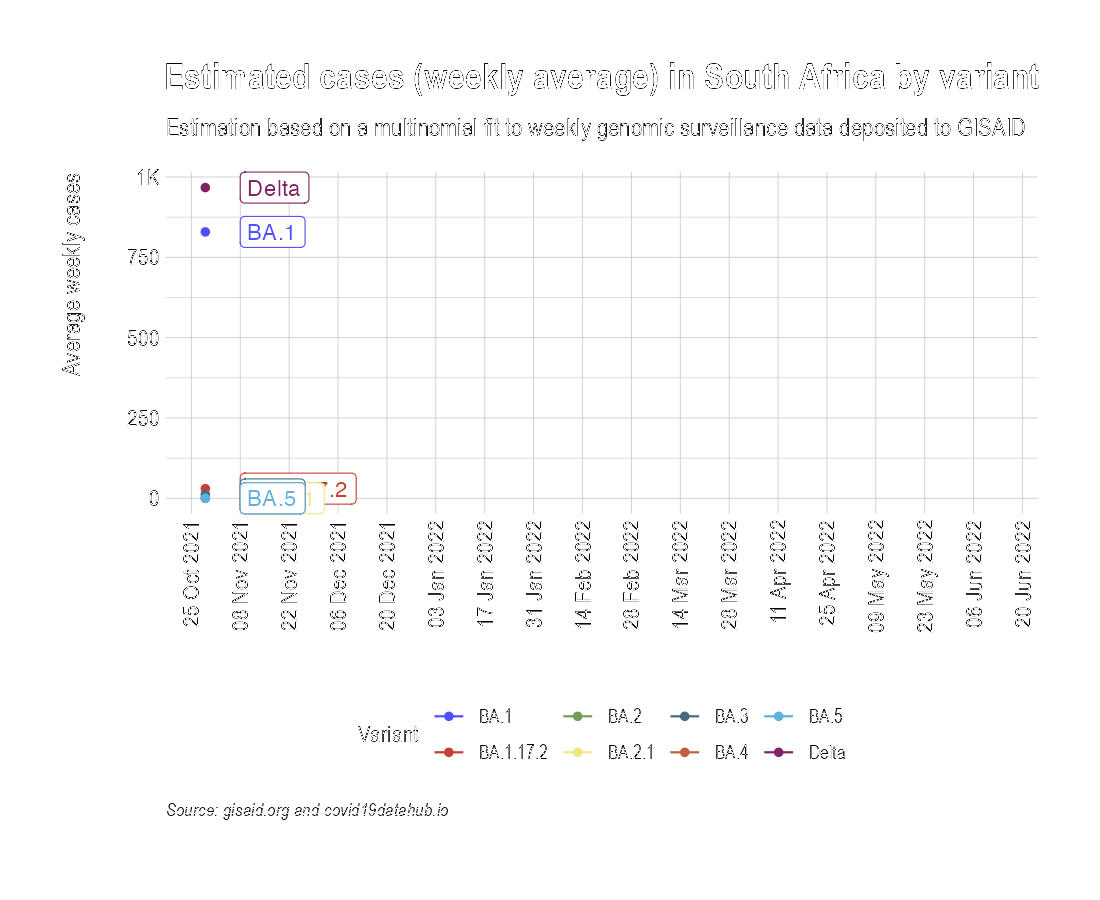 Estimated cases (weekly average) in South Africa by variant
Estimation based on a multinomial fit to weekly genomic surveillance data deposited to GISAID
Average weekly cases
1K
750
500
250
0
Delta
BA.1
7.2
1
BA.5
25 Oct 2021
08 Nov 2021
22 Nov 2021
06 Dec 2021
20 Dec 2021
03 Jan 2022
17 Jan 2022
31 Jan 2022
14 Feb 2022
28 Feb 2022
14 Mar 2022
28 Mar 2022
11 Apr 2022
25 Apr 2022
09 May 2022
23 May 2022
06 Jun 2022
20 Jun 2022
Variant
BA.1 BA.2 BA.3 BA.5
BA.1.17.2 BA.2.1 BA.4 Delta
Source: gisaid.org and covid19datahub.io